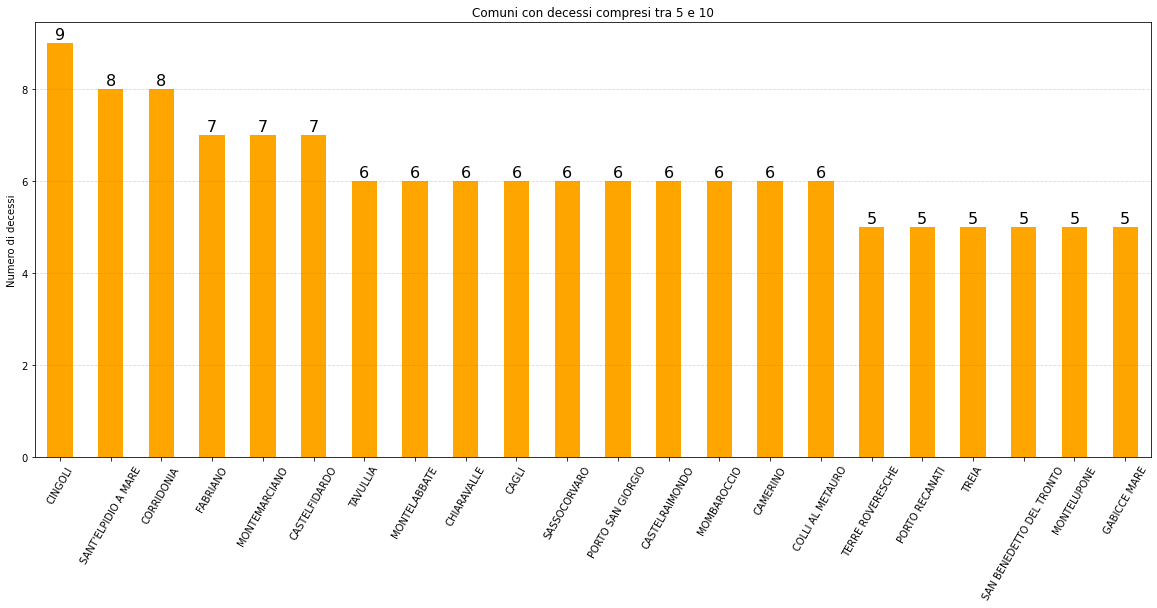 Comuni con decessi compresi tra 5 e 10
Numero di decessi
8
6
4
2
0
9
8
8
7
7
7
6
6
6
6
6
6
6
6
6
6
5
5
5
5
5
5
CINGOLI
SANT'ELPIDIO A MARE
CORRIDONIA
FABRIANO
MONTEMARCIANO
CASTELFIDARDO
TAVULLIA
MONTELABBATE
CHIARAVALLE
CAGLI
SASSOCORVARO
PORTO SAN GIORGIO
CASTELRAIMONDO
MOMBAROCCIO
CAMERINO
COLLI AL METAURO
TERRE ROVERESCHE
PORTO RECANATI
TREIA
SAN BENEDETTO DEL TRONTO
MONTELUPONE
GABICCE MARE